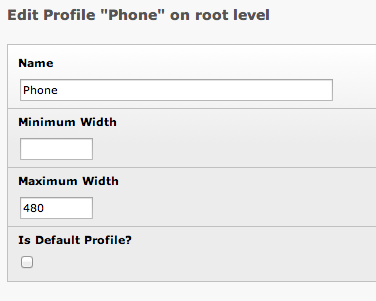 Edit Profile "Phone" on root level
Name
Phone
Minimum Width
Maximum Width
480
Is Default Profile?